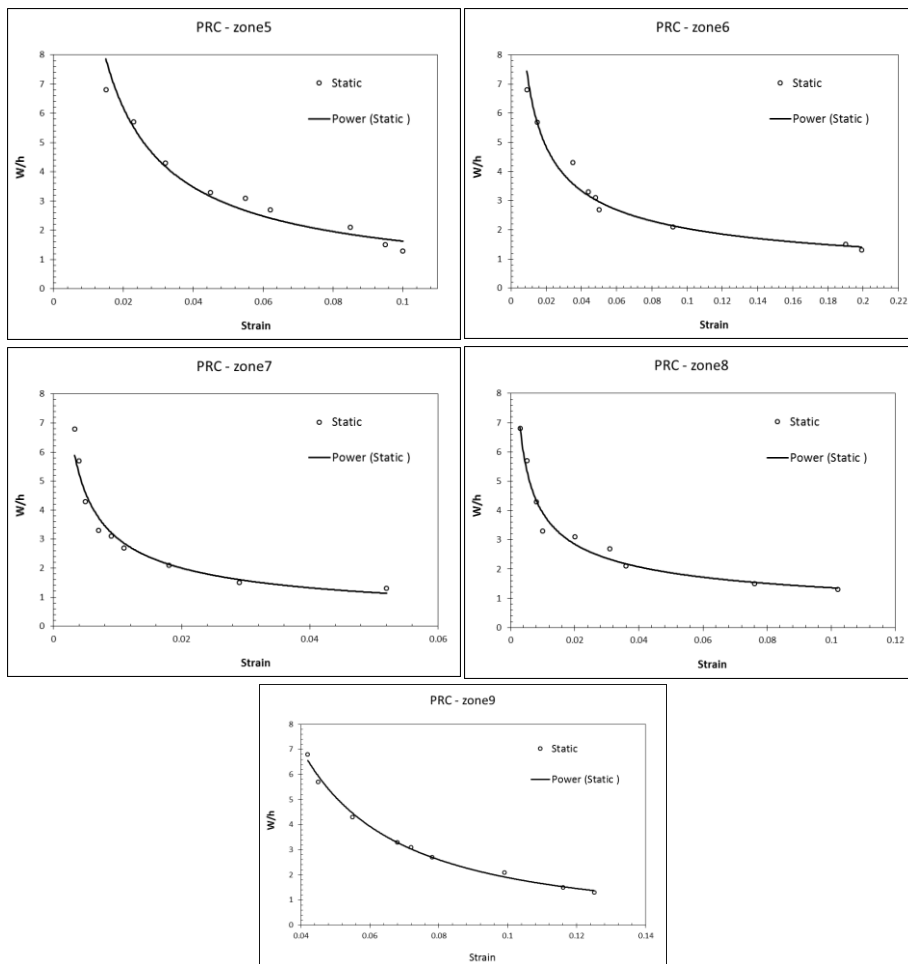 PRC - zone5
8
7
6
5
4
3
2
1
0
W/h
Static
Power (Static )
0 0.02 0.04 0.06 0.08 0.1
Strain
PRC - zone6
8
7
6
5
4
3
2
1
0
W/h
Static
Power (Static )
0 0.02 0.04 0.06 0.08 0.1 0.12 0.14 0.16 0.18 0.2 0.22
Strain
PRC - zone7
8
7
6
5
4
3
2
1
0
W/h
Static
Power (Static )
0 0.02 0.04 0.06
Strain
PRC - zone8
8
7
6
5
4
3
2
1
0
W/h
Static
Power (Static )
0 0.02 0.04 0.06 0.08 0.1 0.12
Strain
PRC - zone9
8
7
6
5
4
3
2
1
0
W/h
Static
Power (Static )
0.04 0.06 0.08 0.1 0.12 0.14
Strain